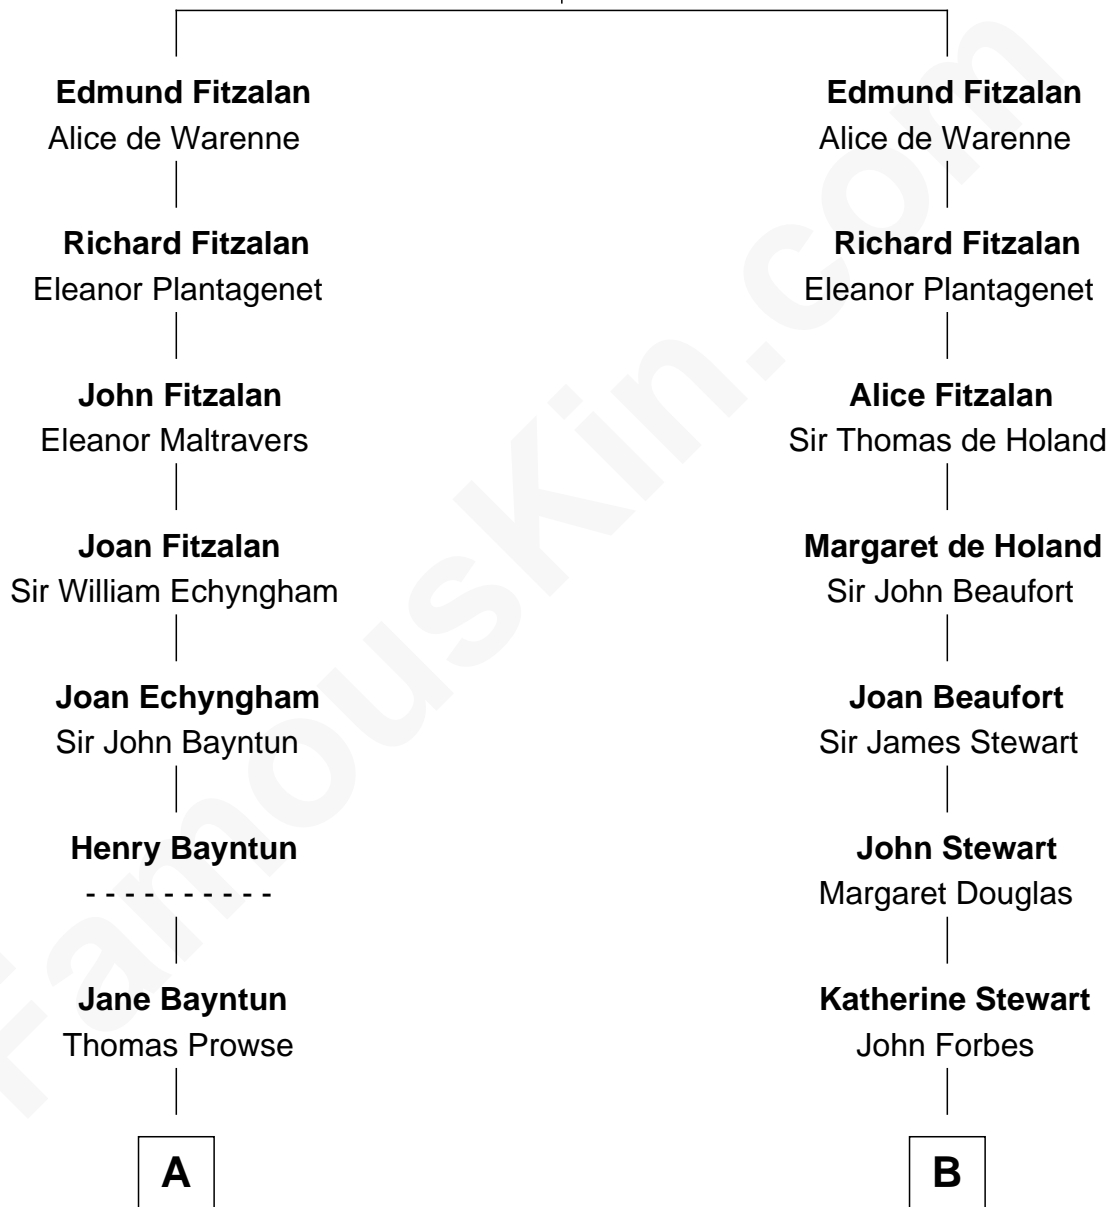 Edmund Fitzalan
Alice de Warenne
Richard Fitzalan
Eleanor Plantagenet
John Fitzalan
Eleanor Maltravers
Joan Fitzalan
Sir William Echyngham
Joan Echyngham
Sir John Bayntun
Henry Bayntun
- - - - - - - - - -
Jane Bayntun
Thomas Prowse
A
Edmund Fitzalan
Alice de Warenne
Richard Fitzalan
Eleanor Plantagenet
Alice Fitzalan
Sir Thomas de Holand
Margaret de Holand
Sir John Beaufort
Joan Beaufort
Sir James Stewart
John Stewart
Margaret Douglas
Katherine Stewart
John Forbes
B
FamousKin.com